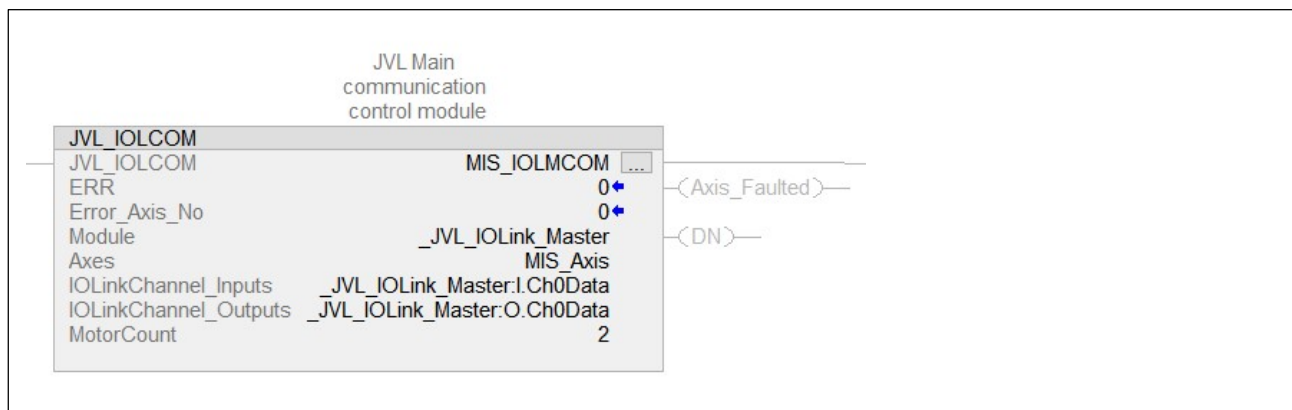 JVL Main
communication
control module
JVL_IOLCOM
JVL_IOLCOM MIS_IOLMCOM ...
ERR 0 (Axis_Faulted)
Error_Axis_No 0
Module _JVL_IOLink_Master (DN)
Axes MIS_Axis
IOLinkChannel_Inputs _JVL_IOLink_Master:I.Ch0Data
IOLinkChannel_Outputs _JVL_IOLink_Master:O.Ch0Data
MotorCount 2